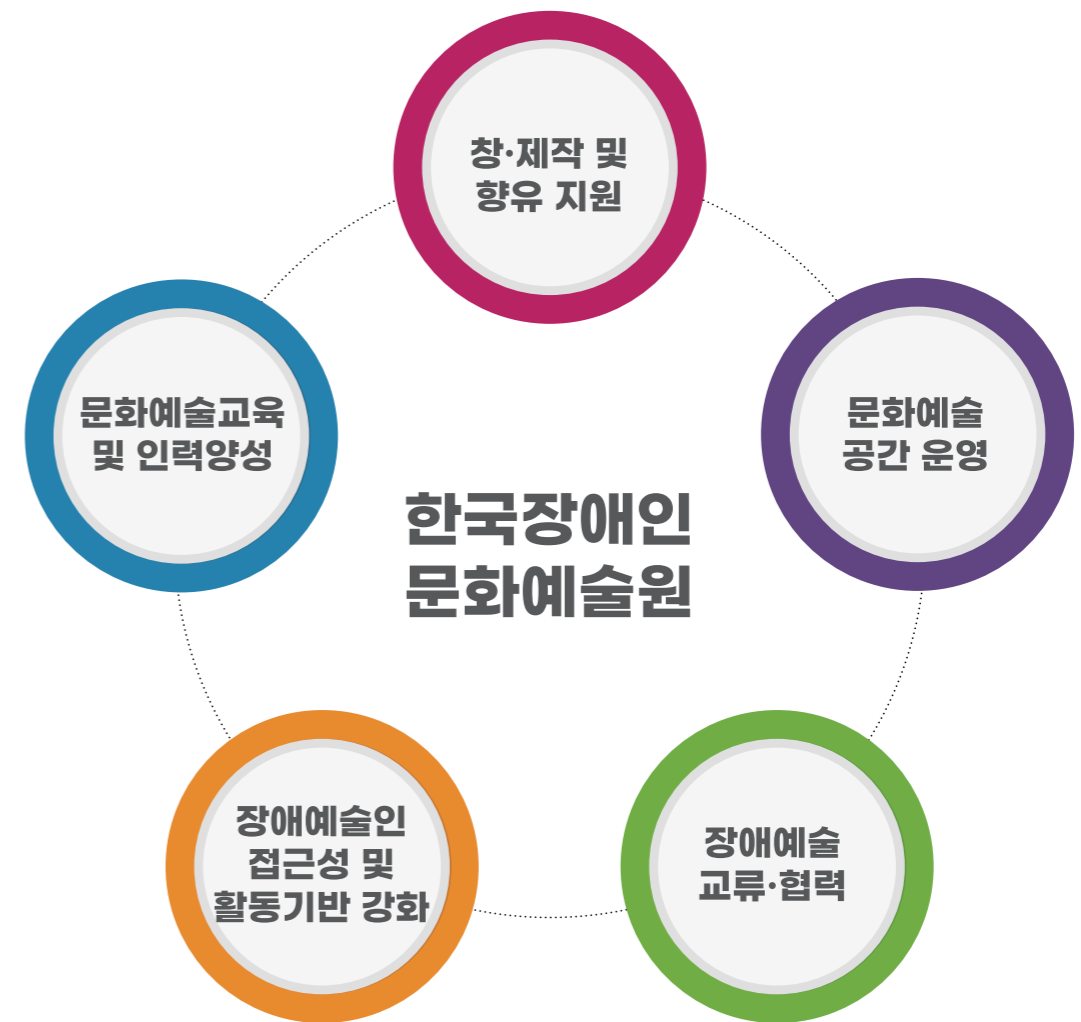 창·제작 및
향유 지원
문화예술교육
및 인력양성
문화예술
공간 운영
한국장애인
문화예술원
장애예술인
접근성 및
활동기반 강화
장애예술
교류·협력